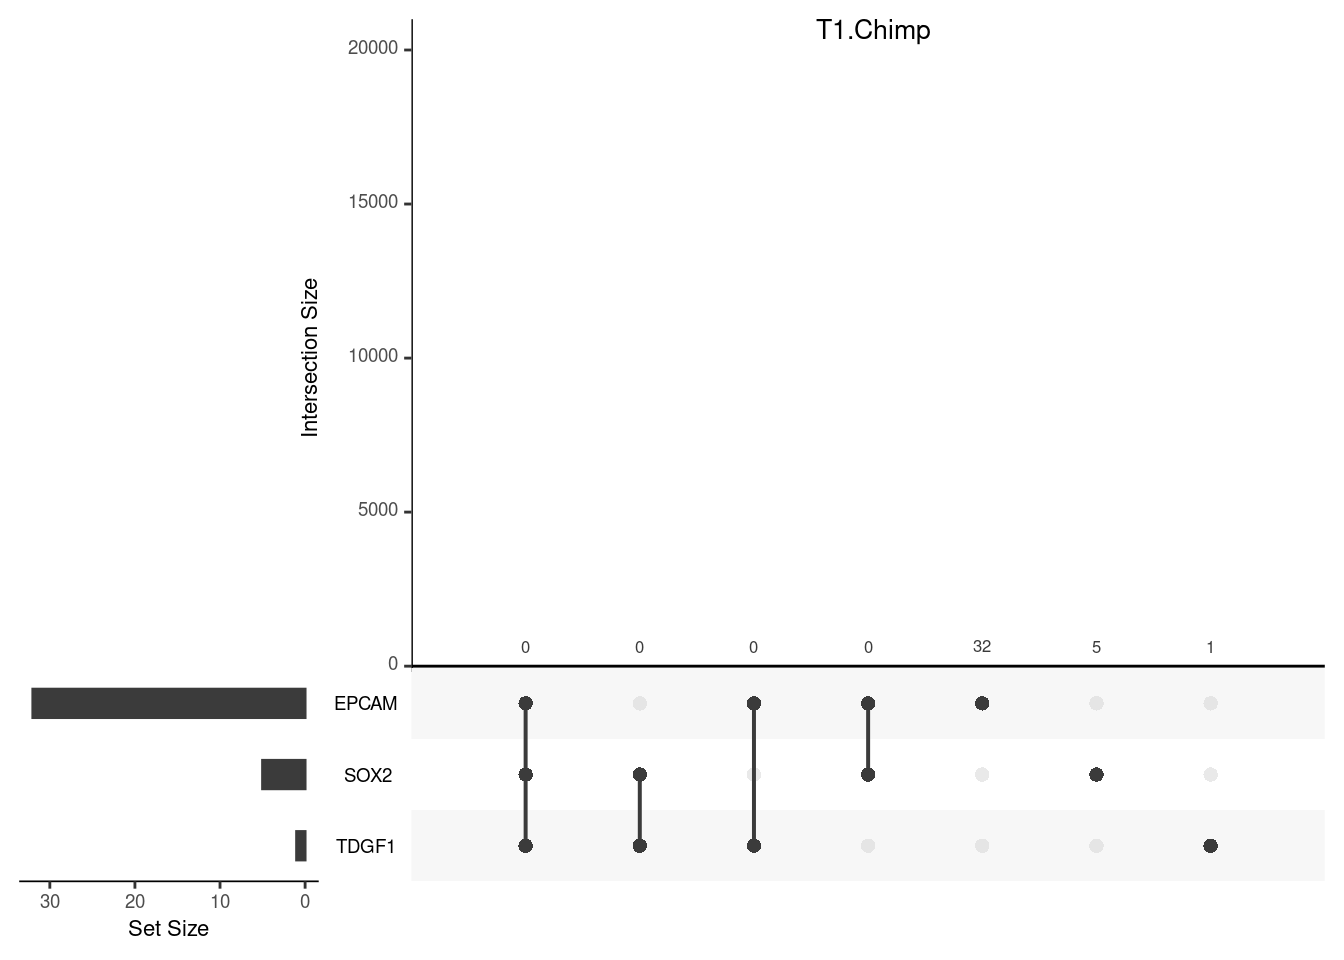 T1.Chimp
20000
15000
10000
5000
0
Intersection Size
0 0 0 0 32 5 1
EPCAM
SOX2
TDGF1
30 20 10 0
Set Size